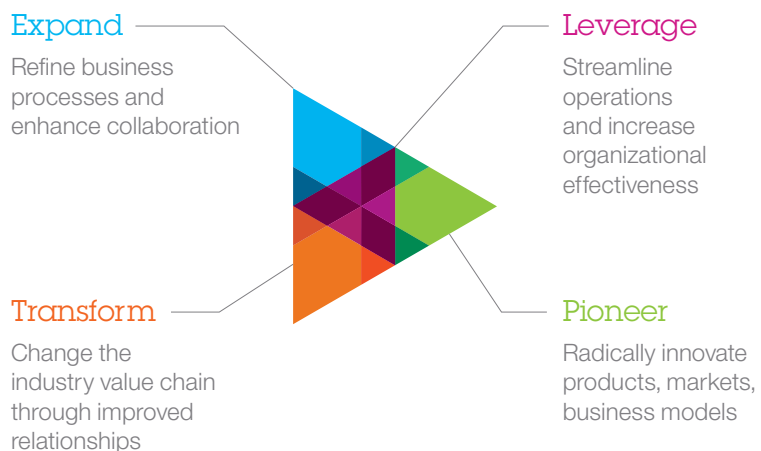 Expand
Refine business
processes and
enhance collaboration
Leverage
Streamline
operations
and increase
organizational
effectiveness
Transform
Change the
industry value chain
through improved
relationships
Pioneer
Radically innovate
products, markets,
business models